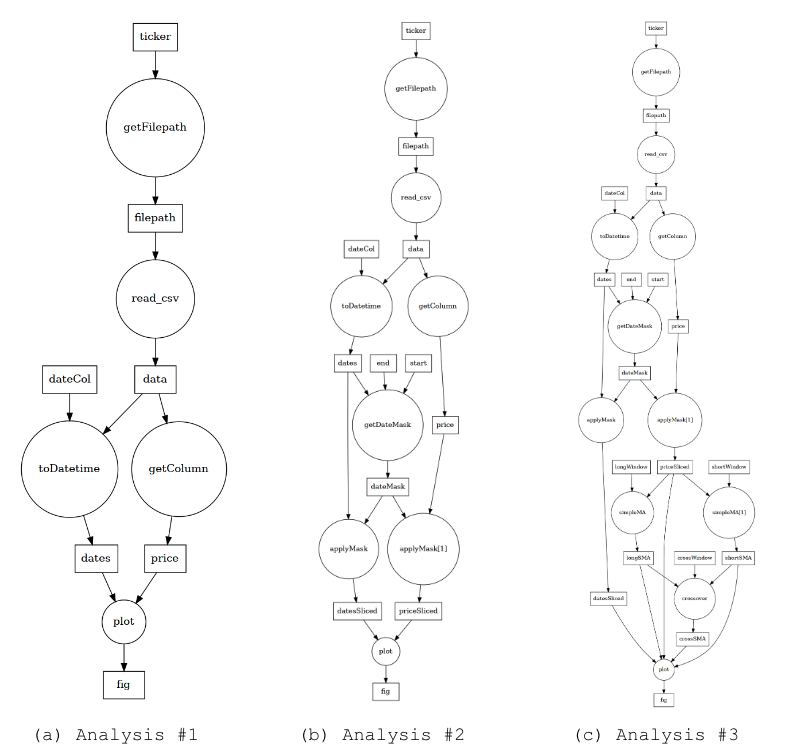 ticker
getFilepath
filepath
read_csv
dateCol
data
toDatetime
getColumn
dates
price
plot
fig
(a) Analysis #1
ticker
getFilepath
filepath
read_csv
dateCol
data
toDatetime
getColumn
dates
end
start
getDateMask
price
dateMask
applyMask
applyMask[1]
datesSliced
priceSliced
plot
fig
(b) Analysis #2
ticker
getFilepath
filepath
read_csv
dateCol
data
toDatetime
getColumn
dates
end
start
getDateMask
price
dateMask
applyMask
applyMask[1]
longWindow
priceSliced
shortWindow
simpleMA
simpleMA[1]
longSMA
crossWindow
shortSMA
datesSliced
crossover
crossSMA
plot
fig
(c) Analysis #3